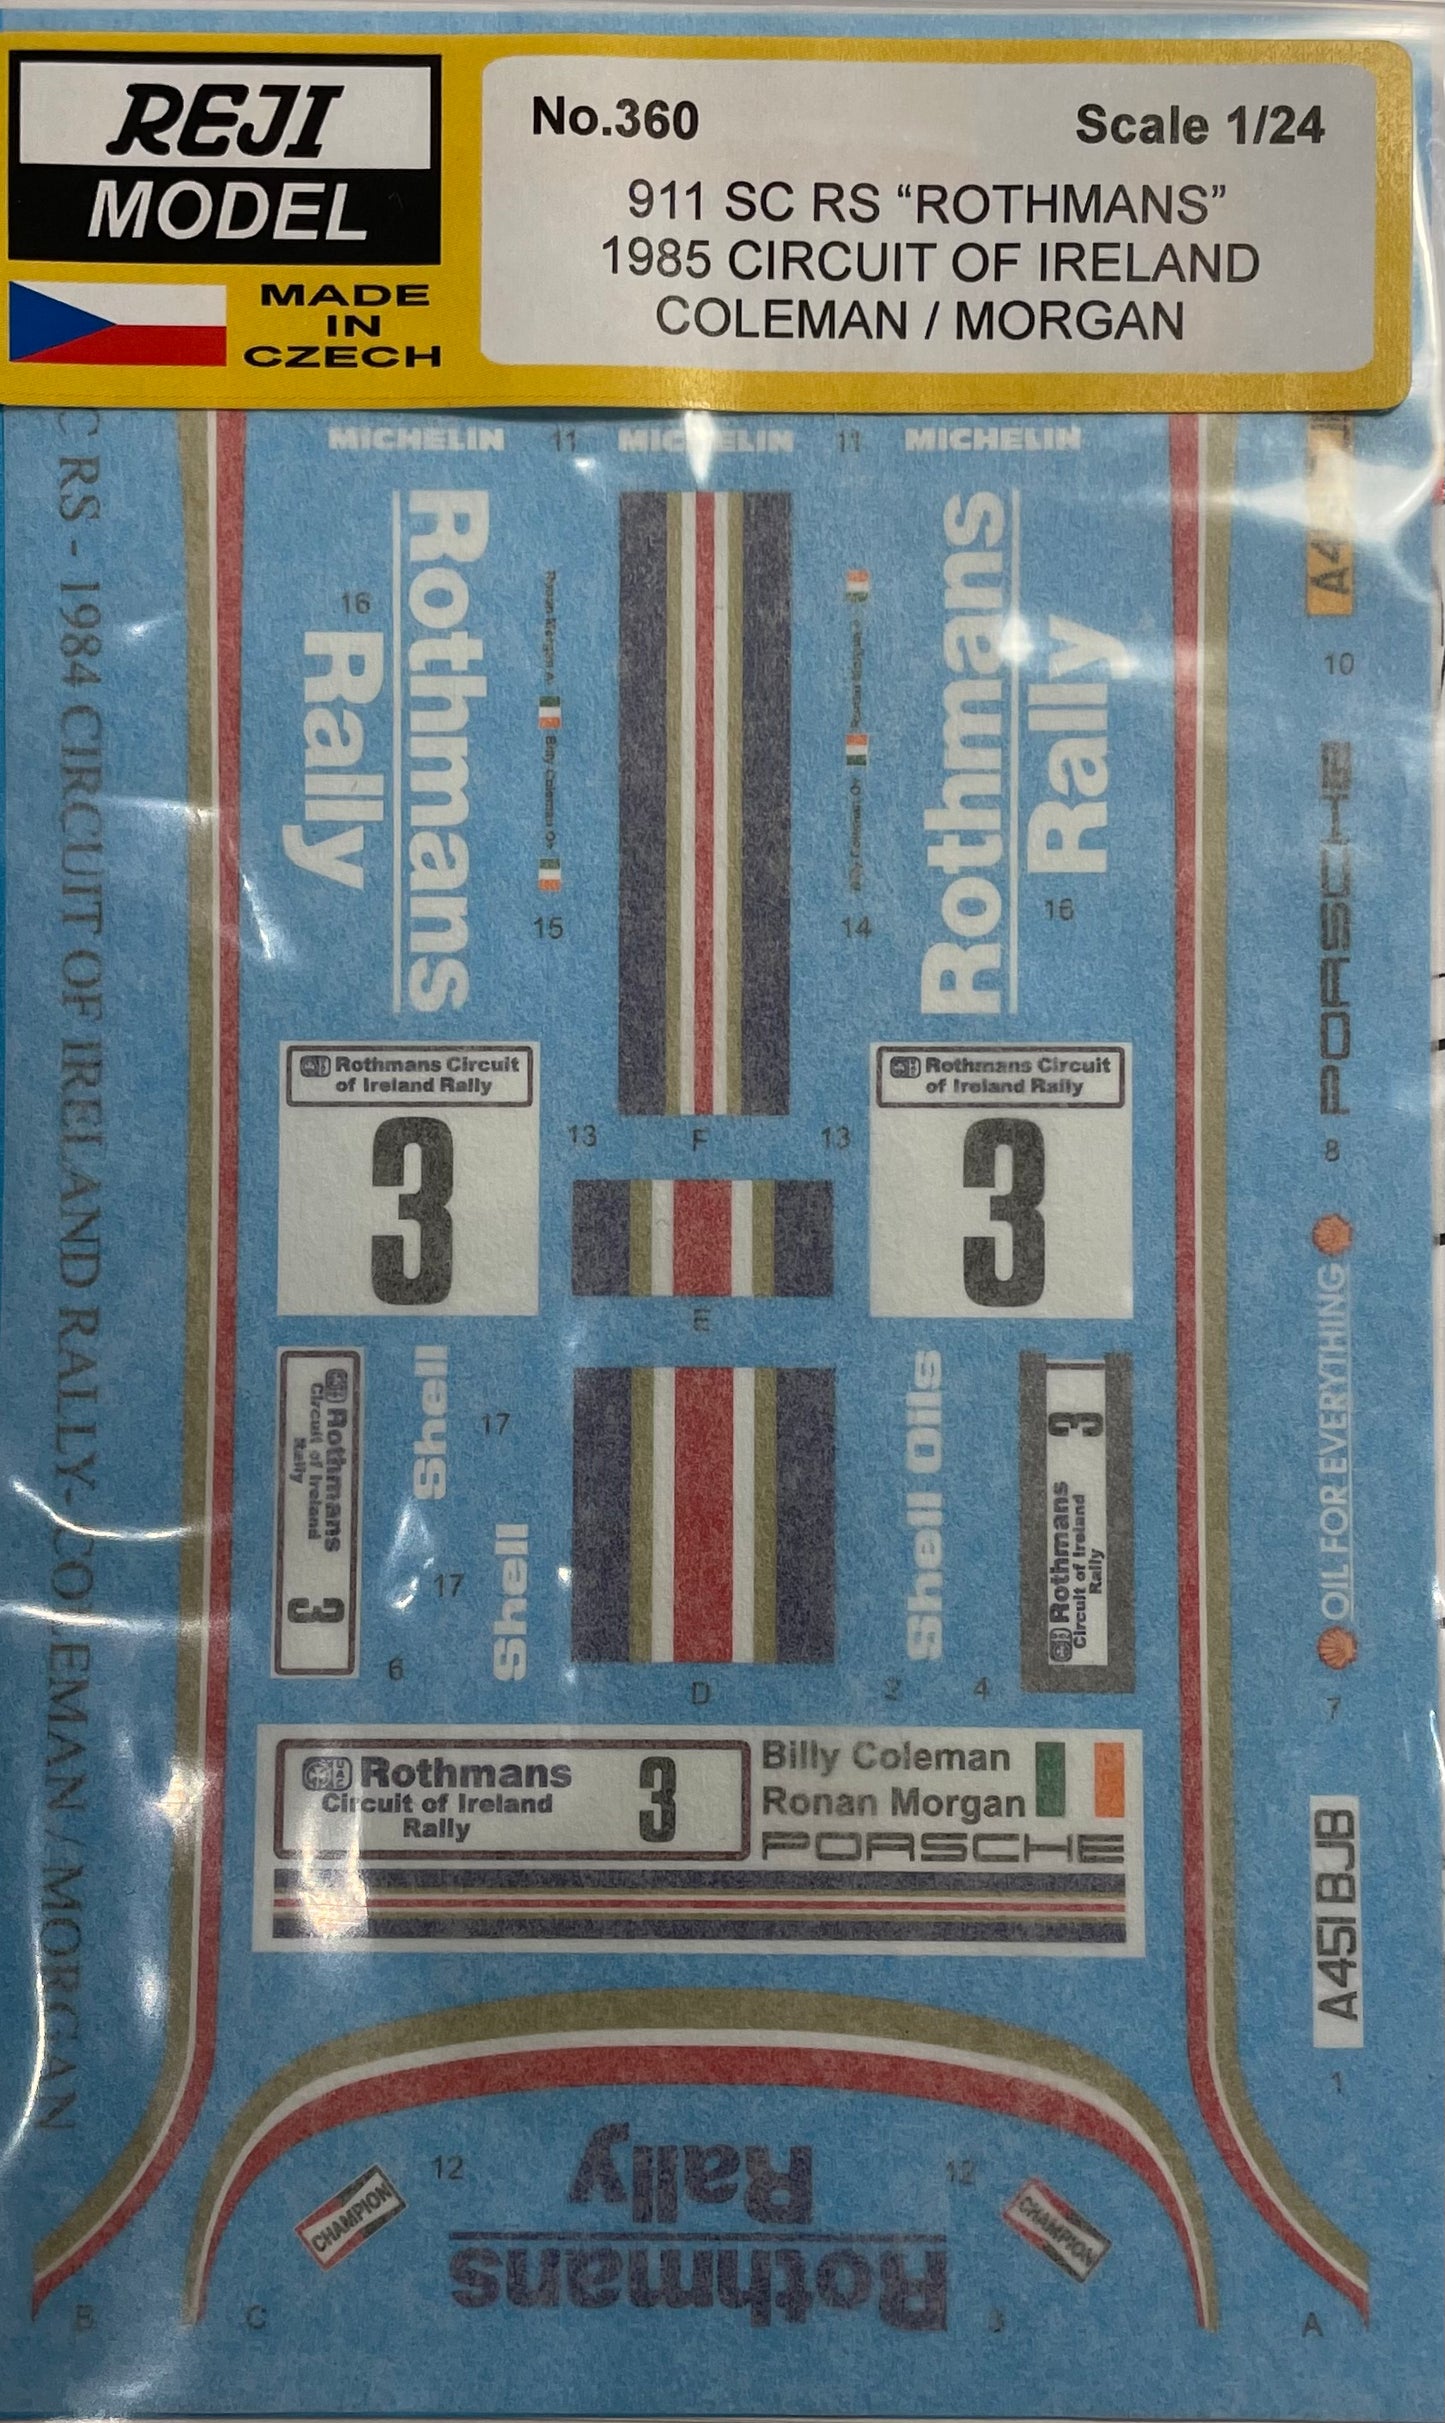 REJI
MODEL
MADE
IN
CZECH
No.360
Scale 1/24
911 SC RS “ROTHMANS”
1985 CIRCUIT OF IRELAND
COLEMAN / MORGAN
C RS - 1984 CIRCUIT OF IRELAND RALLY- COLEMAN / MORGAN
MICHELIN
11
MICHELIN
11
MICHELIN
Rothmans
Rally
16
Ronan Morgan
Billy Coleman
15
14
Rothmans
Rally
16
10
PORSCHE
8
Rothmans Circuit
of Ireland Rally
3
13
F
13
Rothmans Circuit
of Ireland Rally
3
E
Rothmans
Circuit of Ireland
Rally
3
6
Shell
17
Shell
17
D
Shell Oils
2
4
Rothmans
Circuit of Ireland
Rally
3
OIL FOR EVERYTHING
7
Rothmans
Circuit of Ireland
Rally
3
Billy Coleman
Ronan Morgan
PORSCHE
A451 BJB
1
12
CHAMPION
Rothmans
Rally
12
CHAMPION
B
C
A